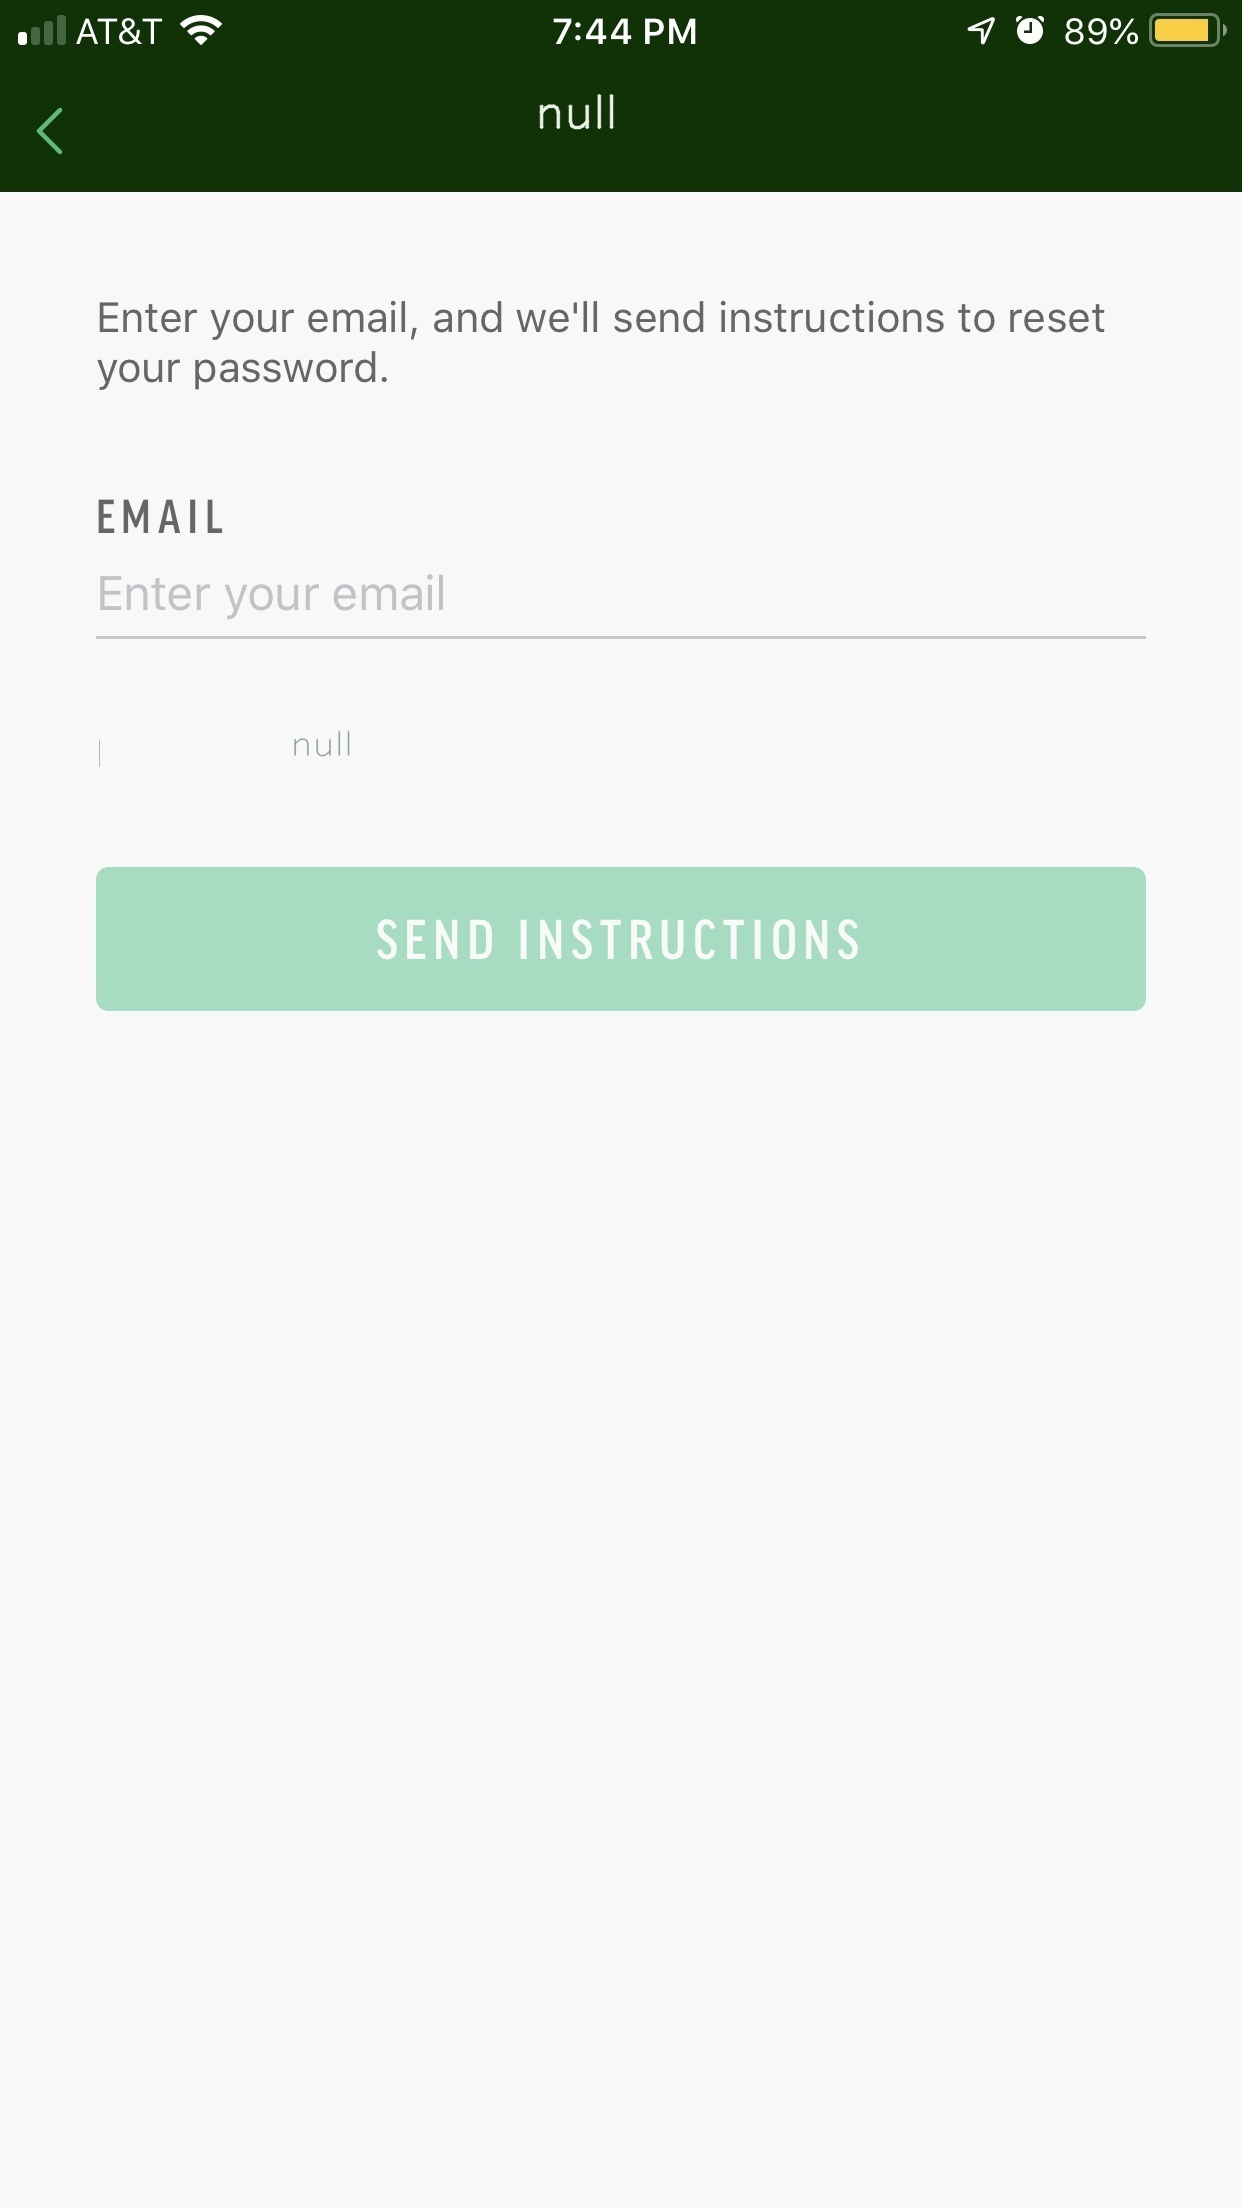 AT&T 7:44 PM 89%
null
Enter your email, and we'll send instructions to reset
your password.
EMAIL
Enter your email
null
SEND INSTRUCTIONS